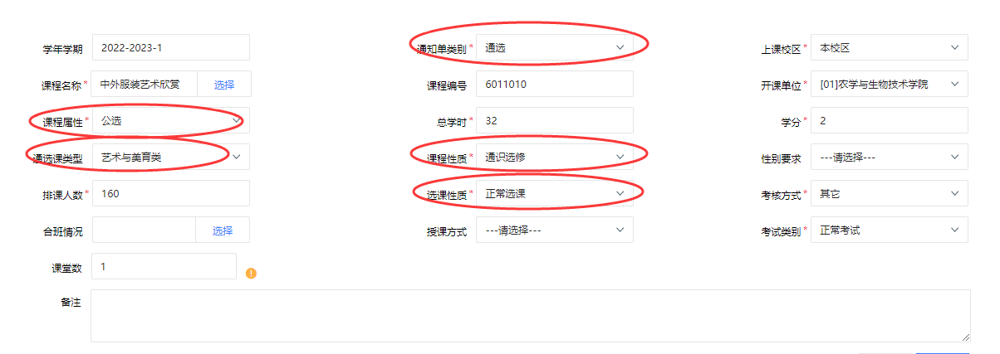 学年学期 2022-2023-1 通知单类别* 通选 上课校区* 本校区
课程名称* 中外服装艺术欣赏 选择 课程编号 6011010 开课单位* [01]农学与生物技术学院
课程属性* 公选 总学时* 32 学分* 2
通选课类型 艺术与美育类 课程性质* 通识选修 性别要求 ---请选择---
排课人数* 160 选课性质* 正常选课 考核方式* 其它
合班情况 选择 授课方式 ---请选择--- 考试类别* 正常考试
课堂数 1
备注